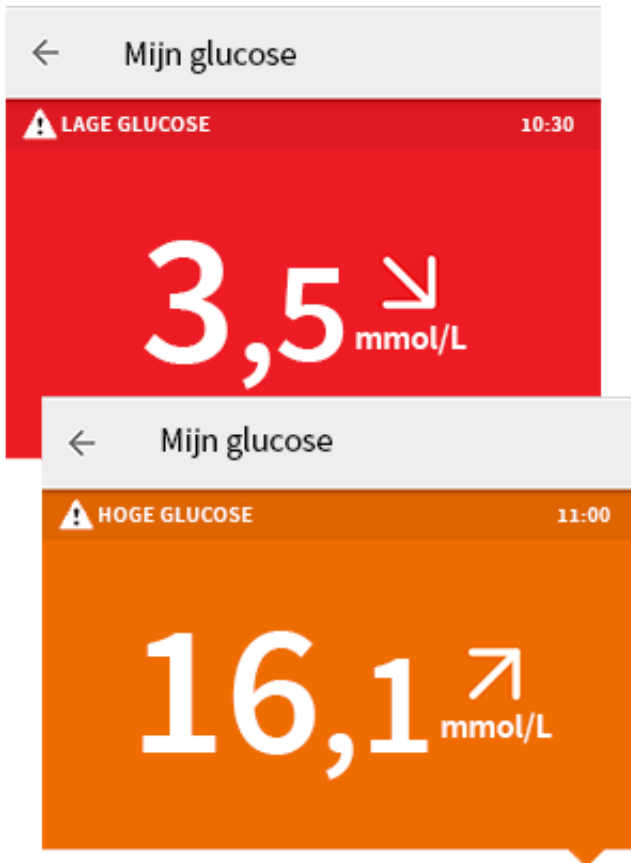 Mijn glucose
LAGE GLUCOSE 10:30
3,5 mmol/L
Mijn glucose
HOGE GLUCOSE 11:00
16,1 mmol/L